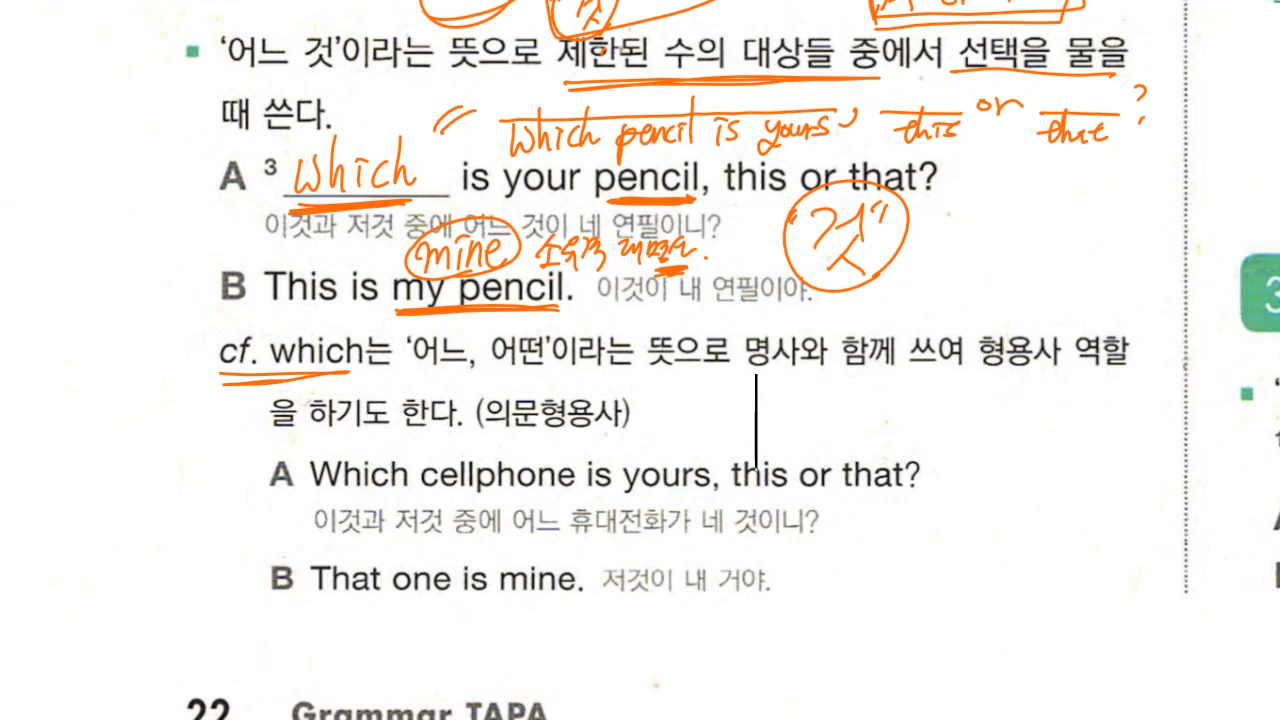 것
▪ '어느 것'이라는 뜻으로 제한된 수의 대상들 중에서 선택을 물을
때 쓴다.
" Which pencil is yours, this or that?
A ³ which is your pencil, this or that?
이것과 저것 중에 어느 것이 네 연필이니?
"것"
mine 소유격 대명사.
B This is my pencil. 이것이 내 연필이야.
cf. which는 '어느, 어떤'이라는 뜻으로 명사와 함께 쓰여 형용사 역할
을 하기도 한다. (의문형용사)
A Which cellphone is yours, this or that?
이것과 저것 중에 어느 휴대전화가 네 것이니?
B That one is mine. 저것이 내 거야.
22 Grammar TAPA
3